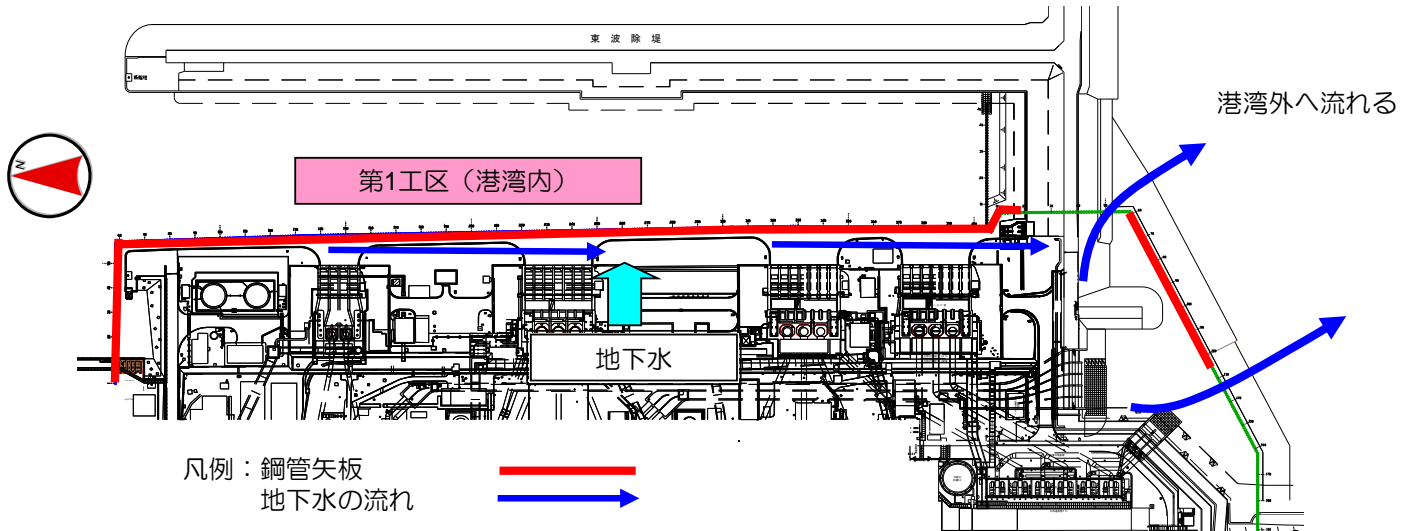 東波除堤
港湾外へ流れる
N
第1工区（港湾内）
地下水
凡例：鋼管矢板
地下水の流れ